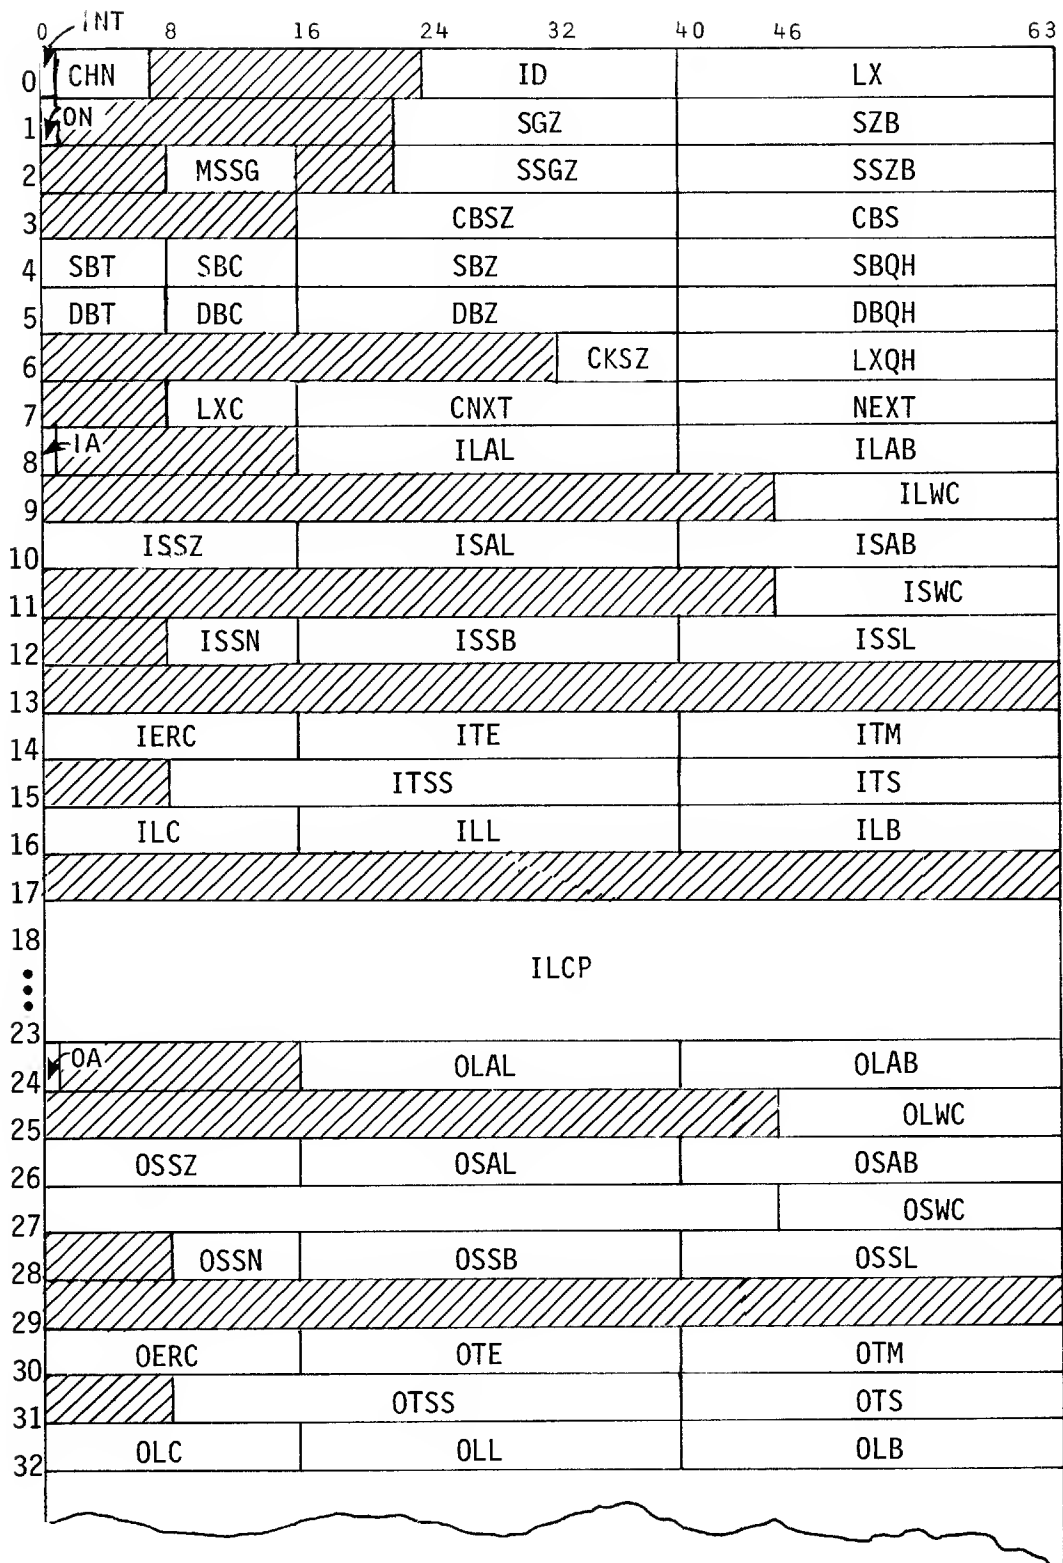 INT
0 8 16 24 32 40 46 63
0 CHN ID LX
1 ON SGZ SZB
2 MSSG SSGZ SSZB
3 CBSZ CBS
4 SBT SBC SBZ SBQH
5 DBT DBC DBZ DBQH
6 CKSZ LXQH
7 LXC CNXT NEXT
8 IA ILAL ILAB
9 ILWC
10 ISSZ ISAL ISAB
11 ISWC
12 ISSN ISSB ISSL
13
14 IERC ITE ITM
15 ITSS ITS
16 ILC ILL ILB
17
18
ILCP
23
24 OA OLAL OLAB
25 OLWC
26 OSSZ OSAL OSAB
27 OSWC
28 OSSN OSSB OSSL
29
30 OERC OTE OTM
31 OTSS OTS
32 OLC OLL OLB